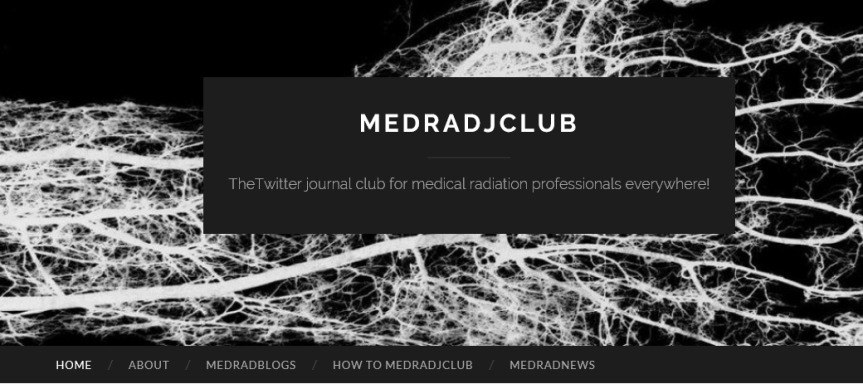 MEDRADJCLUB
TheTwitter journal club for medical radiation professionals everywhere!
HOME / ABOUT / MEDRADBLOGS / HOW TO MEDRADJCLUB / MEDRADNEWS